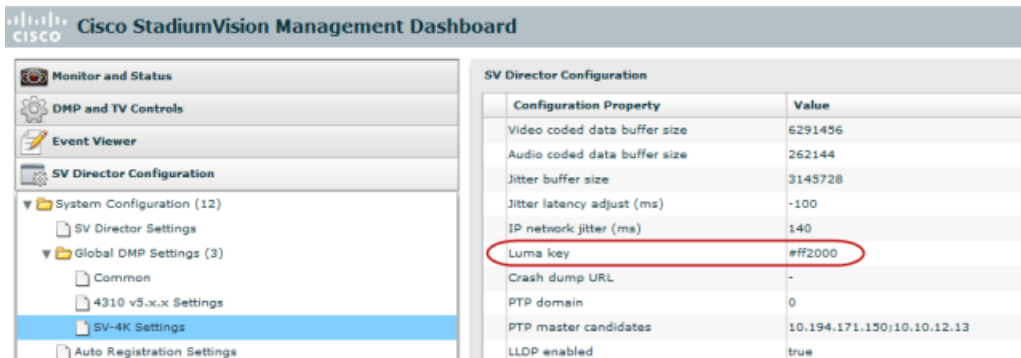 CISCO
Cisco StadiumVision Management Dashboard
Monitor and Status
DMP and TV Controls
Event Viewer
SV Director Configuration
System Configuration (12)
SV Director Settings
Global DMP Settings (3)
Common
4310 v5.x.x Settings
SV-4K Settings
Auto Registration Settings
SV Director Configuration
Configuration Property Value
Video coded data buffer size 6291456
Audio coded data buffer size 262144
Jitter buffer size 3145728
Jitter latency adjust (ms) -100
IP network jitter (ms) 140
Luma key #ff2000
Crash dump URL -
PTP domain 0
PTP master candidates 10.194.171.150;10.10.12.13
LLDP enabled true